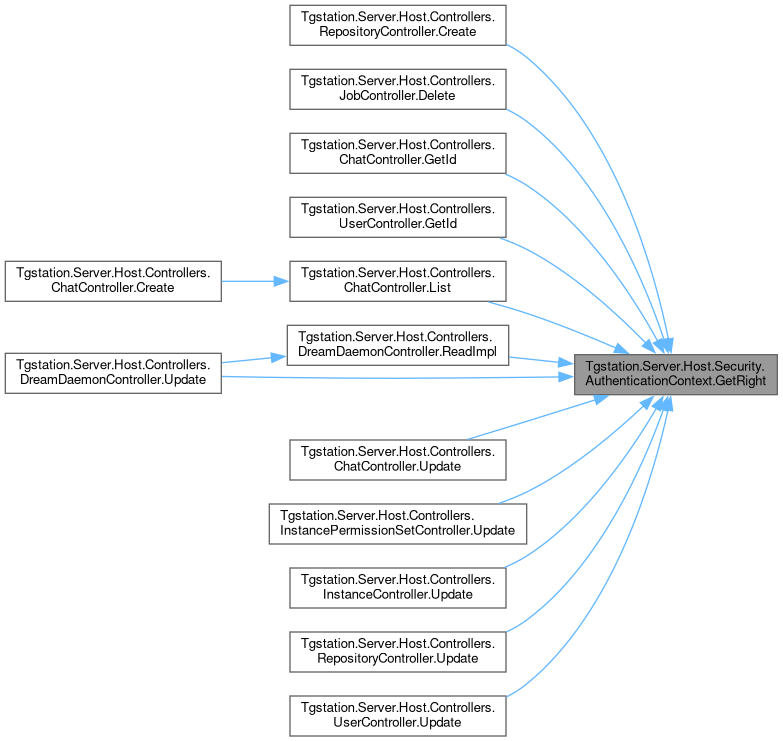 Tgstation.Server.Host.Controllers.
RepositoryController.Create
Tgstation.Server.Host.Controllers.
JobController.Delete
Tgstation.Server.Host.Controllers.
ChatController.GetId
Tgstation.Server.Host.Controllers.
UserController.GetId
Tgstation.Server.Host.Controllers.
ChatController.Create
Tgstation.Server.Host.Controllers.
ChatController.List
Tgstation.Server.Host.Controllers.
DreamDaemonController.Update
Tgstation.Server.Host.Controllers.
DreamDaemonController.ReadImpl
Tgstation.Server.Host.Security.
AuthenticationContext.GetRight
Tgstation.Server.Host.Controllers.
ChatController.Update
Tgstation.Server.Host.Controllers.
InstancePermissionSetController.Update
Tgstation.Server.Host.Controllers.
InstanceController.Update
Tgstation.Server.Host.Controllers.
RepositoryController.Update
Tgstation.Server.Host.Controllers.
UserController.Update